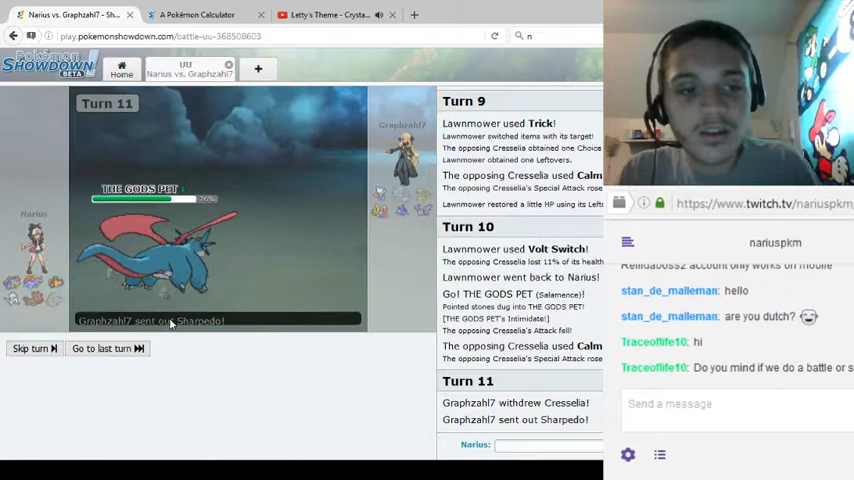 Narius vs. Graphzahl7 - Sh...
A Pokémon Calculator
Letty's Theme - Crysta...
play.pokemonshowdown.com/battle-uu-368508603
n
Pokémon
SHOWDOWN
BETA!
Home
UU
Narius vs. Graphzahl7
Turn 11
THE GODS PET
Graphzahl7
Narius
Graphzahl7 sent out Sharpedo!
Skip turn
Go to last turn
Turn 9
Lawnmower used Trick!
Lawnmower switched items with its target!
The opposing Cresselia obtained one Choice
Lawnmower obtained one Leftovers.
The opposing Cresselia used Calm
The opposing Cresselia's Special Attack rose
Lawnmower restored a little HP using its Left
Turn 10
Lawnmower used Volt Switch!
The opposing Cresselia lost 11% of its health
Lawnmower went back to Narius!
Go! THE GODS PET (Salamence)!
Pointed stones dug into THE GODS PET!
[THE GODS PET's Intimidate!]
The opposing Cresselia's Attack fell!
The opposing Cresselia used Calm
The opposing Cresselia's Special Attack rose
Turn 11
Graphzahl7 withdrew Cresselia!
Graphzahl7 sent out Sharpedo!
Narius:
https://www.twitch.tv/nariuspkm
nariuspkm
account only works on mobile
stan_de_malleman: hello
stan_de_malleman: are you dutch?
Traceoflife10: hi
Traceoflife10: Do you mind if we do a battle or s
Send a message